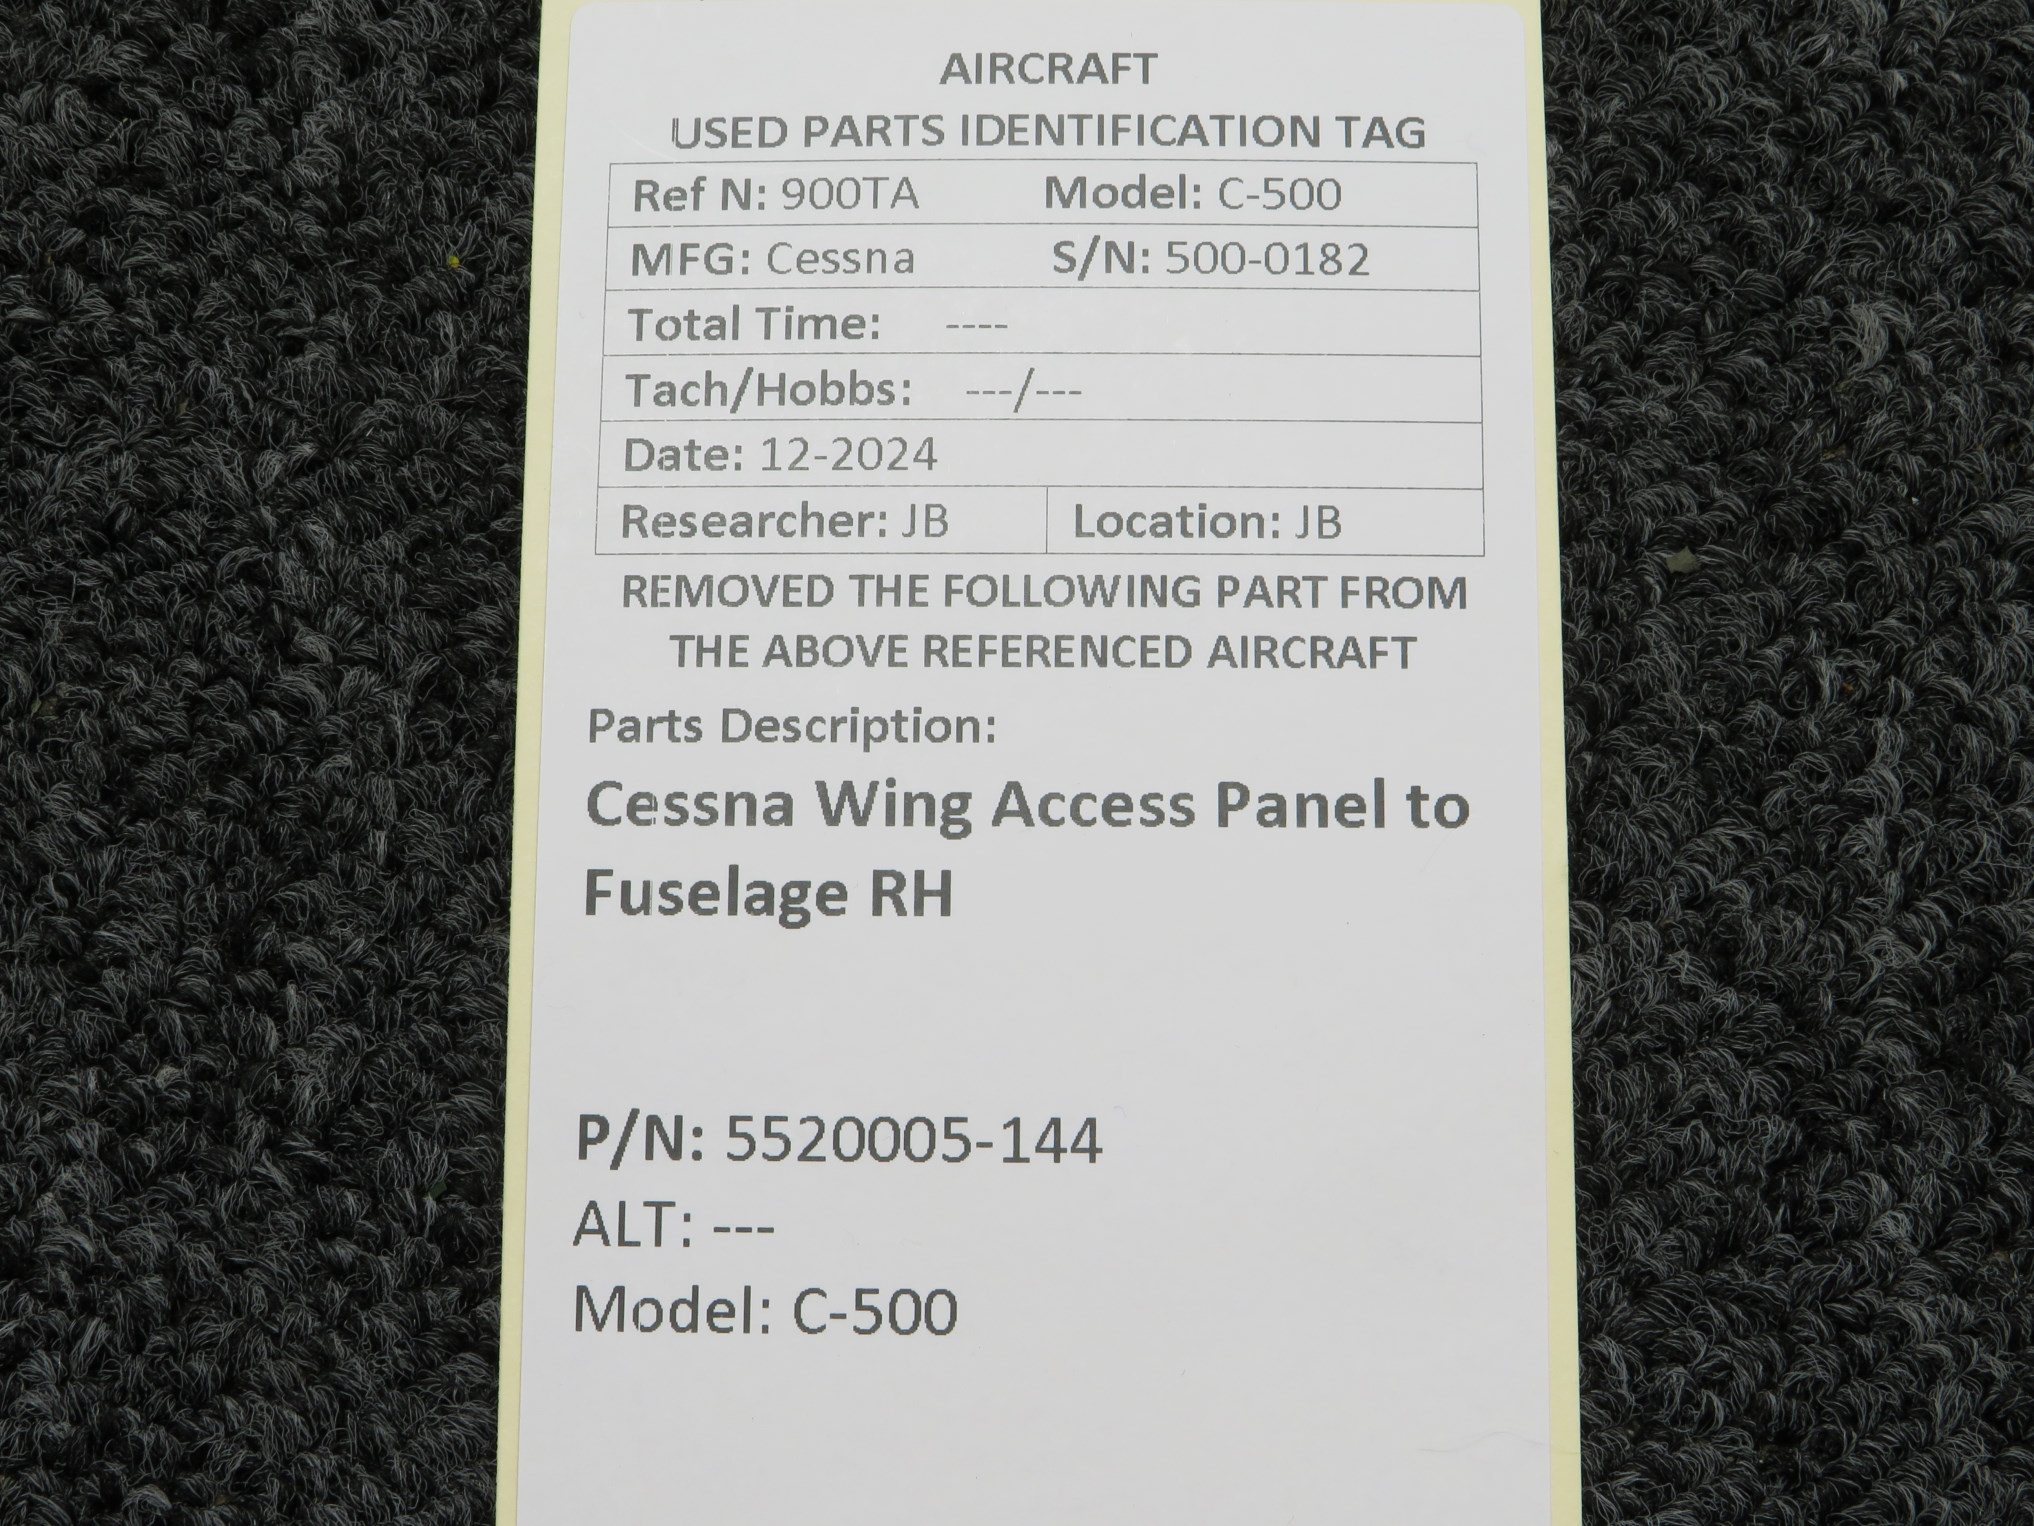 AIRCRAFT
USED PARTS IDENTIFICATION TAG
Ref N: 900TA Model: C-500
MFG: Cessna S/N: 500-0182
Total Time: ----
Tach/Hobbs: ---/---
Date: 12-2024
Researcher: JB Location: JB
REMOVED THE FOLLOWING PART FROM
THE ABOVE REFERENCED AIRCRAFT
Parts Description:
Cessna Wing Access Panel to
Fuselage RH
P/N: 5520005-144
ALT: ---
Model: C-500